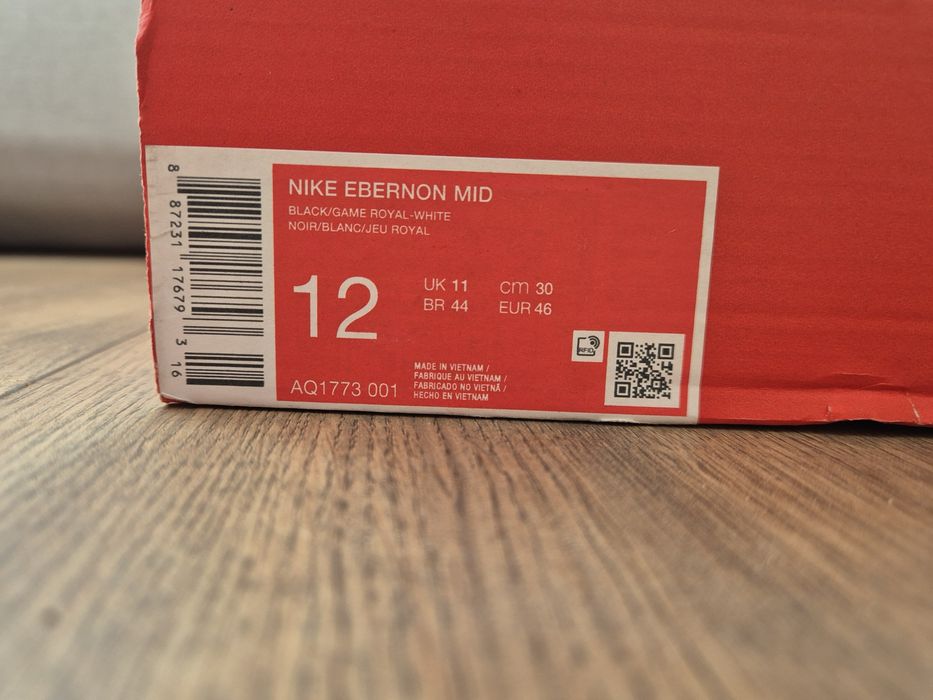 8 87231 17679 3 16
NIKE EBERNON MID
BLACK/GAME ROYAL-WHITE
NOIR/BLANC/JEU ROYAL
12
UK 11 cm 30
BR 44 EUR 46
RFID
AQ1773 001
MADE IN VIETNAM /
FABRIQUE AU VIETNAM /
FABRICADO NO VIETNÃ /
HECHO EN VIETNAM